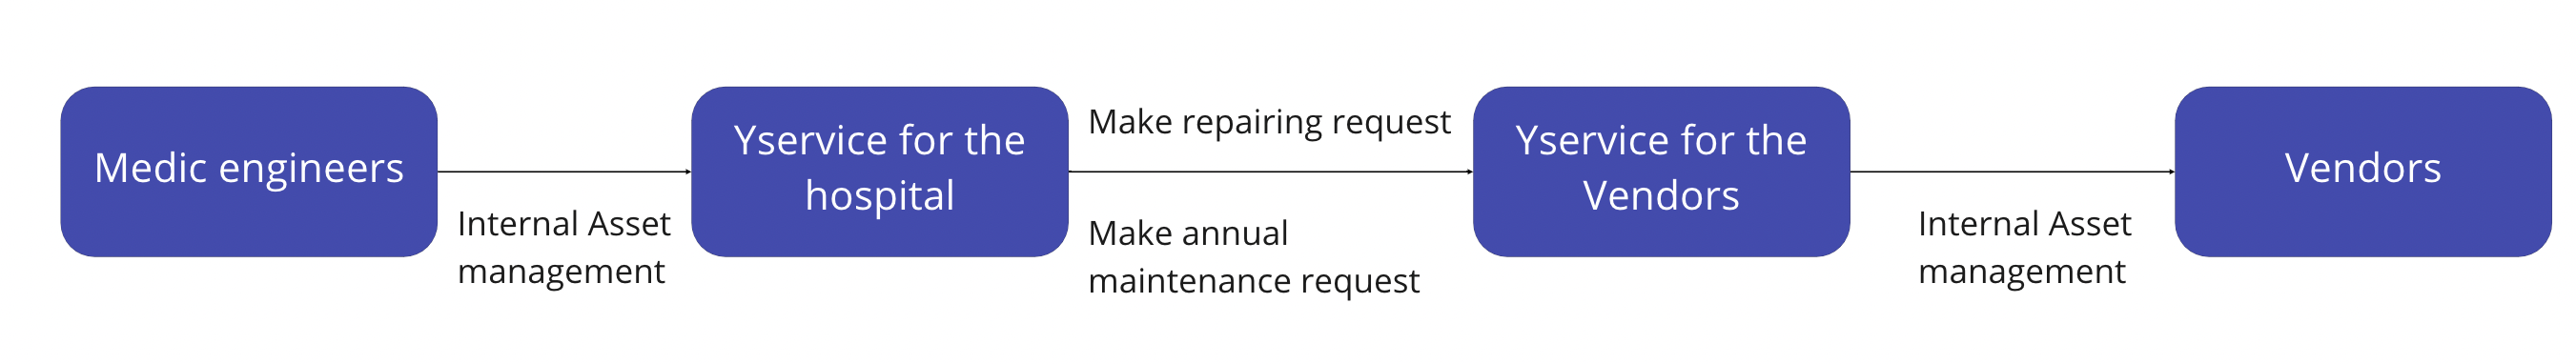 Medic engineers
Internal Asset
management
Yservice for the
hospital
Make repairing request
Make annual
maintenance request
Yservice for the
Vendors
Internal Asset
management
Vendors